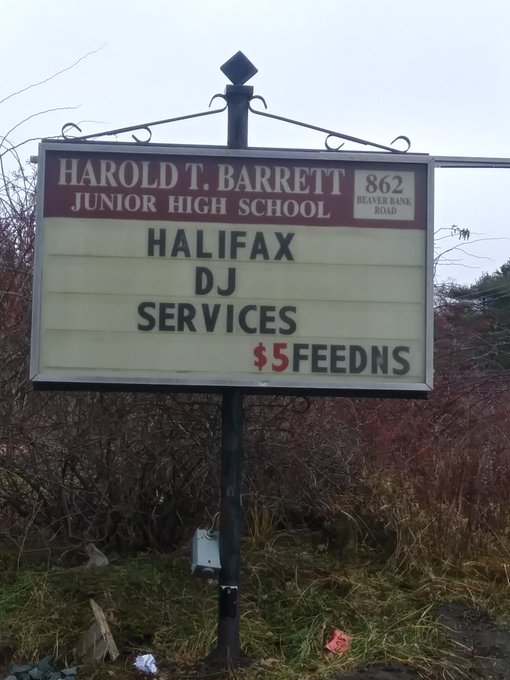 HAROLD T. BARRETT
JUNIOR HIGH SCHOOL
862
BEAVER BANK
ROAD
HALIFAX
DJ
SERVICES
$5FEEDNS